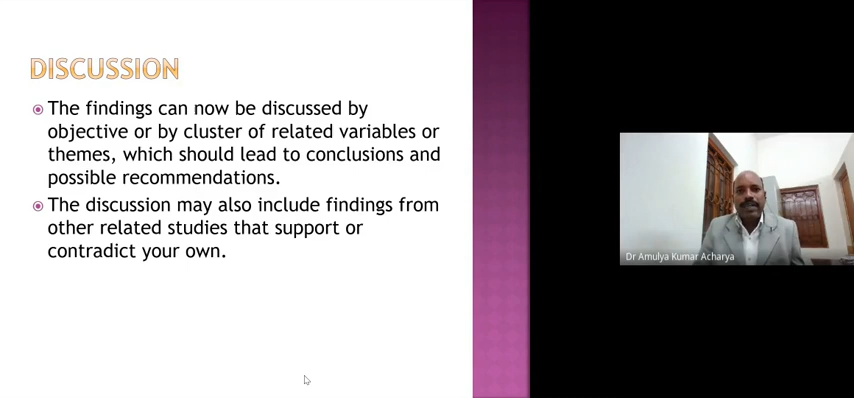 DISCUSSION
The findings can now be discussed by
objective or by cluster of related variables or
themes, which should lead to conclusions and
possible recommendations.
The discussion may also include findings from
other related studies that support or
contradict your own.
Dr Amulya Kumar Acharya